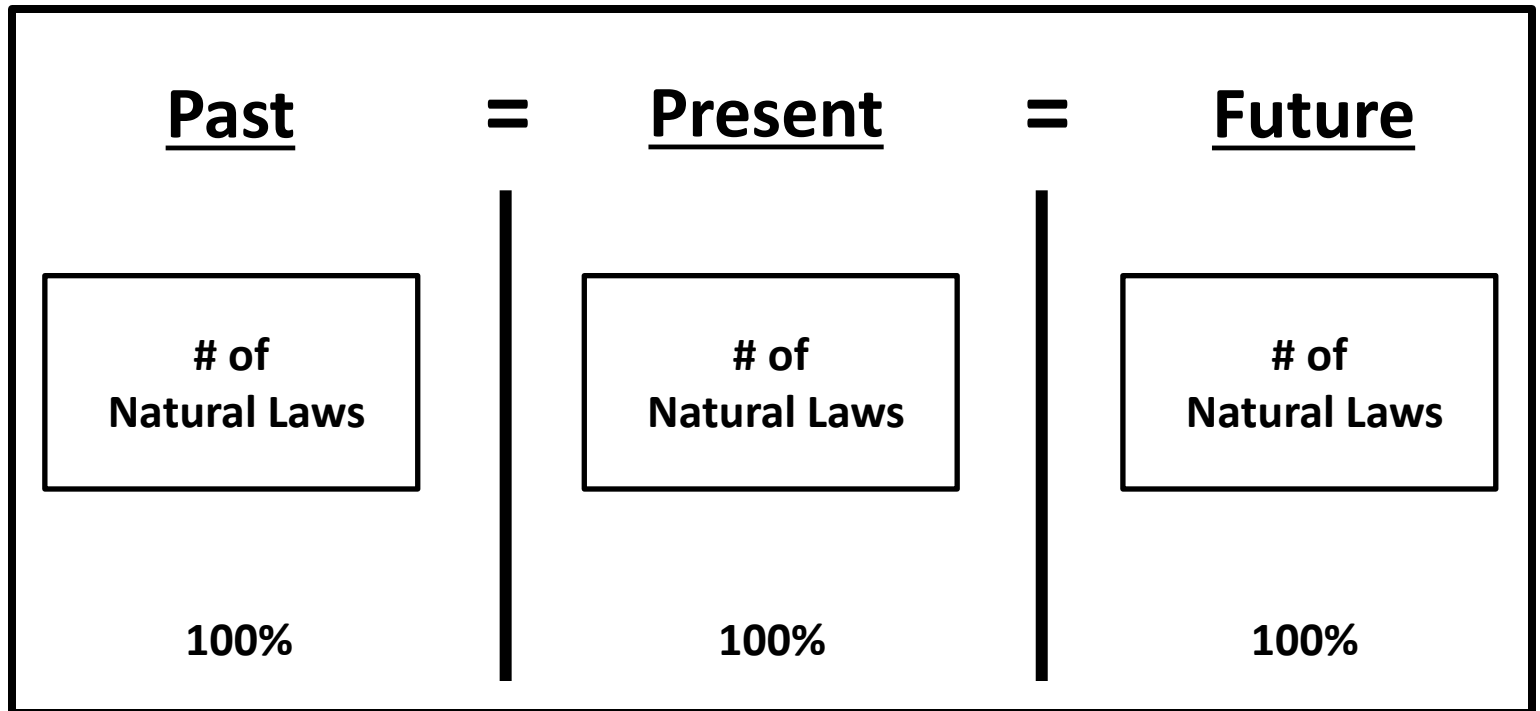 Past = Present = Future
# of
Natural Laws
# of
Natural Laws
# of
Natural Laws
100%
100%
100%